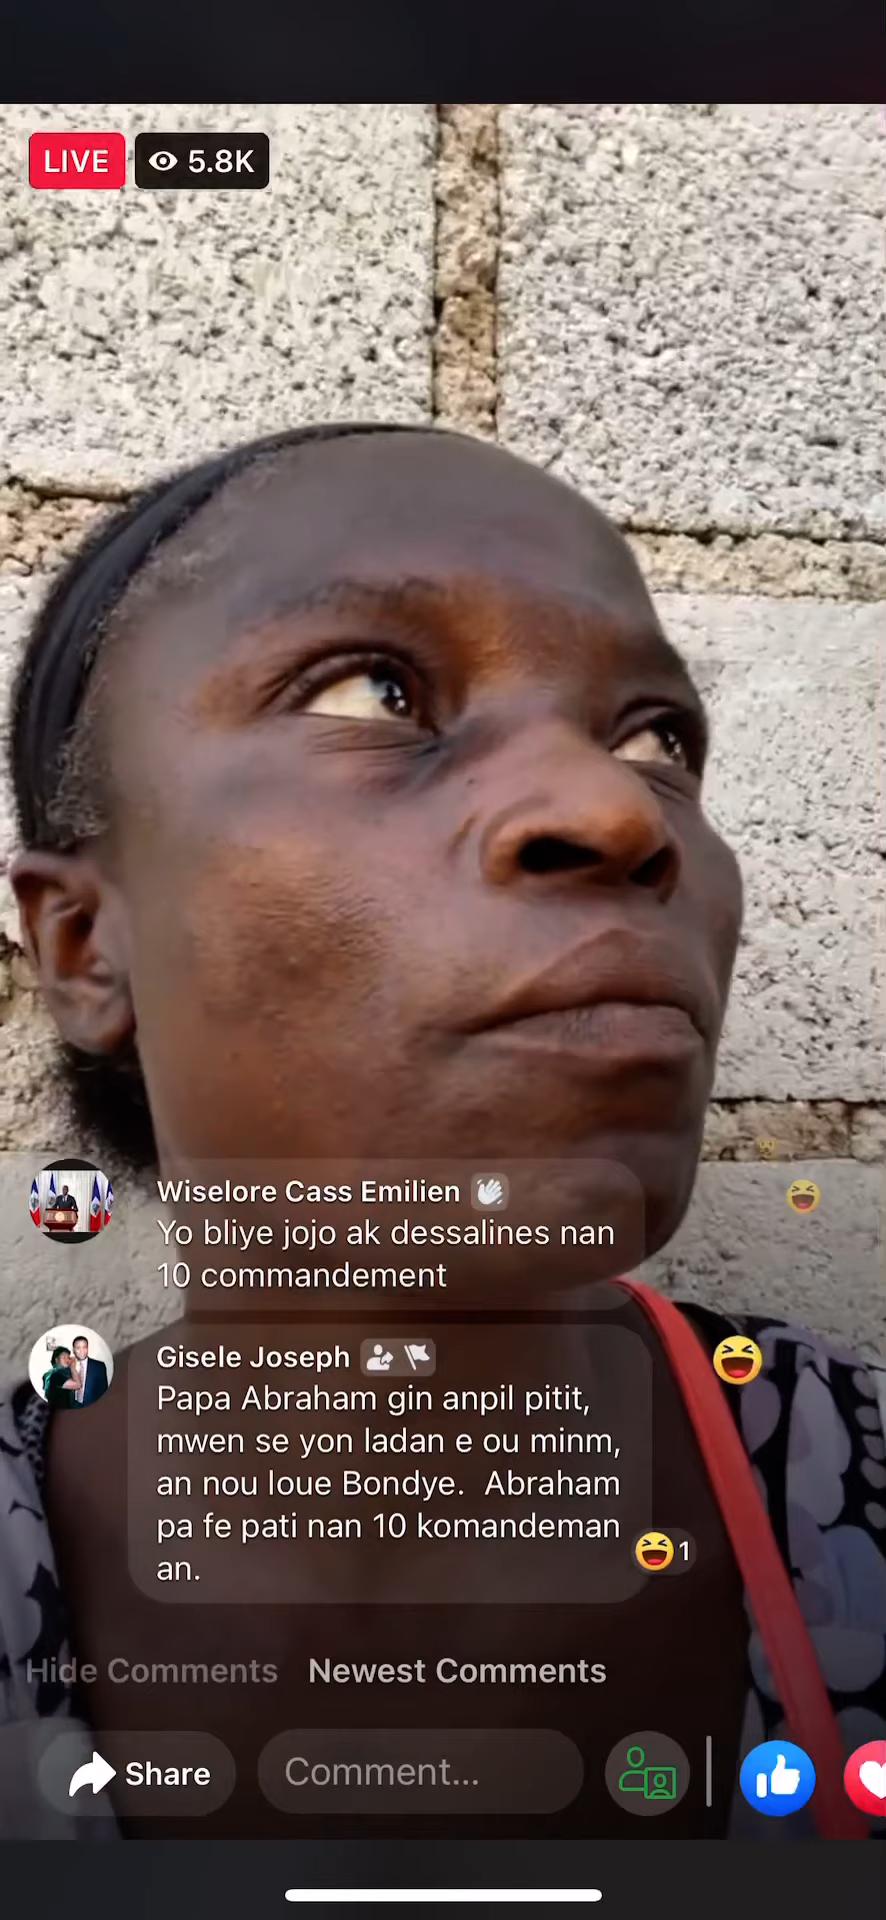 LIVE 5.8K
Wiselore Cass Emilien
Yo bliye jojo ak dessalines nan
10 commandement
Gisele Joseph
Papa Abraham gin anpil pitit,
mwen se yon ladan e ou minm,
an nou loue Bondye.  Abraham
pa fe pati nan 10 komandeman
an.
1
Hide Comments Newest Comments
Share Comment...